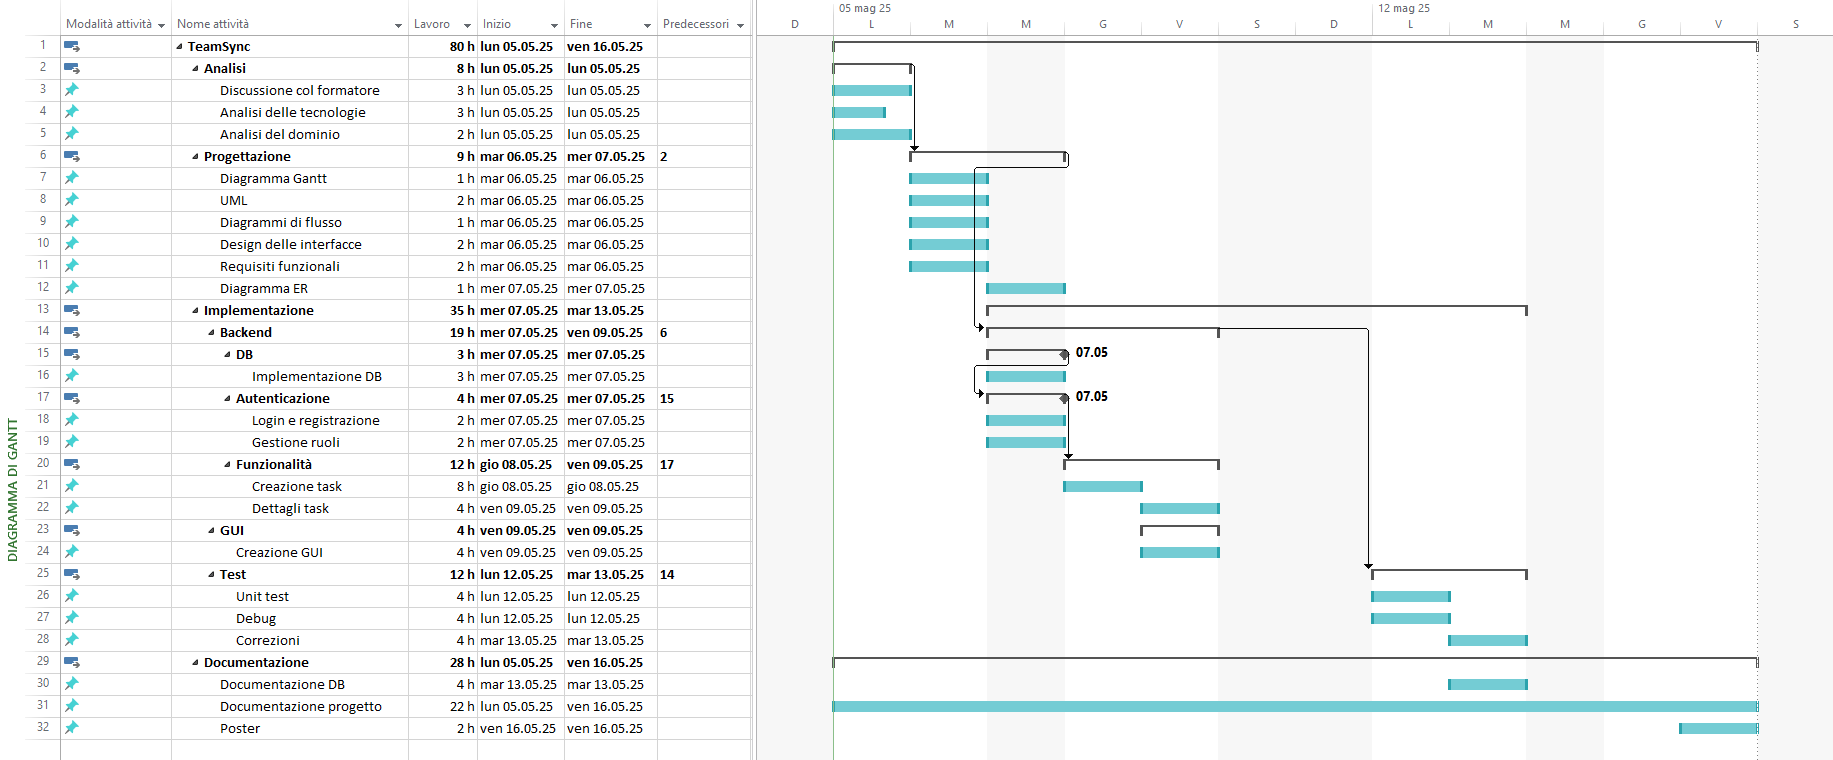 05 mag 25 12 mag 25
Modalità attività Nome attività Lavoro Inizio Fine Predecessori D L M M G V S D L M M G V S
1 TeamSync 80 h lun 05.05.25 ven 16.05.25
2 Analisi 8 h lun 05.05.25 lun 05.05.25
3 Discussione col formatore 3 h lun 05.05.25 lun 05.05.25
4 Analisi delle tecnologie 3 h lun 05.05.25 lun 05.05.25
5 Analisi del dominio 2 h lun 05.05.25 lun 05.05.25
6 Progettazione 9 h mar 06.05.25 mer 07.05.25 2
7 Diagramma Gantt 1 h mar 06.05.25 mar 06.05.25
8 UML 2 h mar 06.05.25 mar 06.05.25
9 Diagrammi di flusso 1 h mar 06.05.25 mar 06.05.25
10 Design delle interfacce 2 h mar 06.05.25 mar 06.05.25
11 Requisiti funzionali 2 h mar 06.05.25 mar 06.05.25
12 Diagramma ER 1 h mer 07.05.25 mer 07.05.25
13 Implementazione 35 h mer 07.05.25 mar 13.05.25
14 Backend 19 h mer 07.05.25 ven 09.05.25 6
15 DB 3 h mer 07.05.25 mer 07.05.25 07.05
16 Implementazione DB 3 h mer 07.05.25 mer 07.05.25
17 Autenticazione 4 h mer 07.05.25 mer 07.05.25 15 07.05
18 Login e registrazione 2 h mer 07.05.25 mer 07.05.25
19 Gestione ruoli 2 h mer 07.05.25 mer 07.05.25
20 Funzionalità 12 h gio 08.05.25 ven 09.05.25 17
21 Creazione task 8 h gio 08.05.25 gio 08.05.25
22 Dettagli task 4 h ven 09.05.25 ven 09.05.25
23 GUI 4 h ven 09.05.25 ven 09.05.25
24 Creazione GUI 4 h ven 09.05.25 ven 09.05.25
25 Test 12 h lun 12.05.25 mar 13.05.25 14
26 Unit test 4 h lun 12.05.25 lun 12.05.25
27 Debug 4 h lun 12.05.25 lun 12.05.25
28 Correzioni 4 h mar 13.05.25 mar 13.05.25
29 Documentazione 28 h lun 05.05.25 ven 16.05.25
30 Documentazione DB 4 h mar 13.05.25 mar 13.05.25
31 Documentazione progetto 22 h lun 05.05.25 ven 16.05.25
32 Poster 2 h ven 16.05.25 ven 16.05.25
DIAGRAMMA DI GANTT